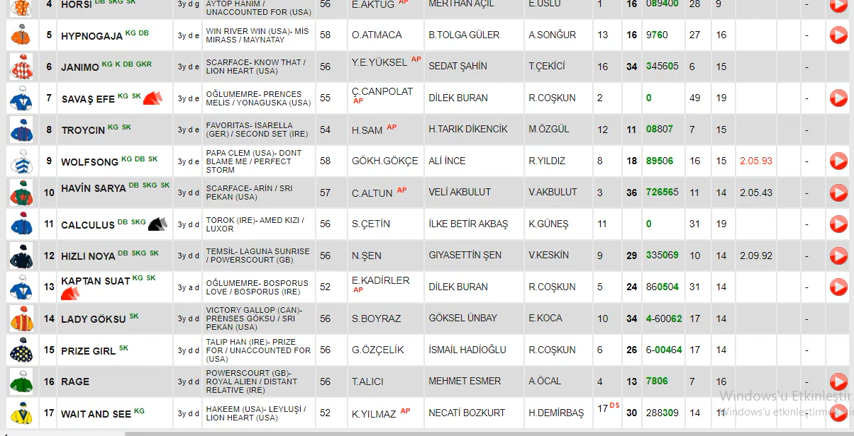 4 HORSI DB SKG SK 3y d g AYTOP HANIM / UNACCOUNTED FOR (USA) 56 E.AKTUĞ AP MERTHAN AÇIL E.USLU 1 16 089400 28 9 -
5 HYPNOGAJA KG DB 3y d e WIN RIVER WIN (USA)- MİS MIRASS / MAYNATAY 58 O.ATMACA B.TOLGA GÜLER A.SONĞUR 13 16 9760 27 16 -
6 JANIMO KG K DB GKR 3y d e SCARFACE- KNOW THAT / LION HEART (USA) 56 Y.E.YÜKSEL AP SEDAT ŞAHİN T.ÇEKİCİ 16 34 345605 6 15 -
7 SAVAŞ EFE KG SK 3y d e OĞLUMEMRE- PRENCES MELIS / YONAGUSKA (USA) 55 Ç.CANPOLAT AP DİLEK BURAN R.COŞKUN 2 0 49 19 -
8 TROYCIN KG SK 3y d e FAVORITAS- ISARELLA (GER) / SECOND SET (IRE) 54 H.SAM AP H.TARIK DİKENCİK M.ÖZGÜL 12 11 08807 7 15 -
9 WOLFSONG KG DB SK 3y d e PAPA CLEM (USA)- DONT BLAME ME / PERFECT STORM 58 GÖKH.GÖKÇE ALİ İNCE R.YILDIZ 8 18 89506 16 15 2.05.93 -
10 HAVİN SARYA DB SKG SK 3y d d SCARFACE- ARİN / SRI PEKAN (USA) 57 C.ALTUN AP VELİ AKBULUT V.AKBULUT 3 36 726565 11 14 2.05.43 -
11 CALCULUS DB SKG 3y d d TOROK (IRE)- AMED KIZI / LUXOR 56 S.ÇETİN İLKE BETİR AKBAŞ K.GÜNEŞ 11 0 31 19 -
12 HIZLI NOYA DB SKG SK 3y d d TEMSİL- LAGUNA SUNRISE / POWERSCOURT (GB) 56 N.ŞEN GIYASETTİN ŞEN V.KESKİN 9 29 335069 10 14 2.09.92 -
13 KAPTAN SUAT KG SK 3y a d OĞLUMEMRE- BOSPORUS LOVE / BOSPORUS (IRE) 52 E.KADİRLER AP DİLEK BURAN R.COŞKUN 5 24 860504 31 14 -
14 LADY GÖKSU SK 3y d d VICTORY GALLOP (CAN)- PRENSES GÖKSU / SRI PEKAN (USA) 56 S.BOYRAZ GÖKSEL ÜNBAY E.KOCA 10 34 4-60062 17 14 -
15 PRIZE GIRL SK 3y d d TALIP HAN (IRE)- PRIZE FOR / UNACCOUNTED FOR (USA) 56 G.ÖZÇELİK İSMAİL HADİOĞLU R.COŞKUN 6 26 6-00464 17 14 -
16 RAGE 3y d d POWERSCOURT (GB)- ROYAL ALIEN / DISTANT RELATIVE (IRE) 56 T.ALICI MEHMET ESMER A.ÖCAL 4 13 7806 7 16 -
17 WAIT AND SEE KG 3y d d HAKEEM (USA)- LEYLUŞİ / LION HEART (USA) 52 K.YILMAZ AP NECATİ BOZKURT H.DEMİRBAŞ 17 DS 30 288309 14 11 -
Windows'u Etkinleştir
Windows'u etkinleştirme